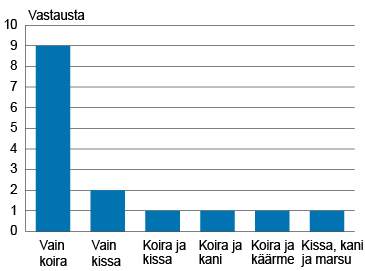 Vastausta
10
9
8
7
6
5
4
3
2
1
0
Vain koira
Vain kissa
Koira ja kissa
Koira ja kani
Koira ja käärme
Kissa, kani ja marsu